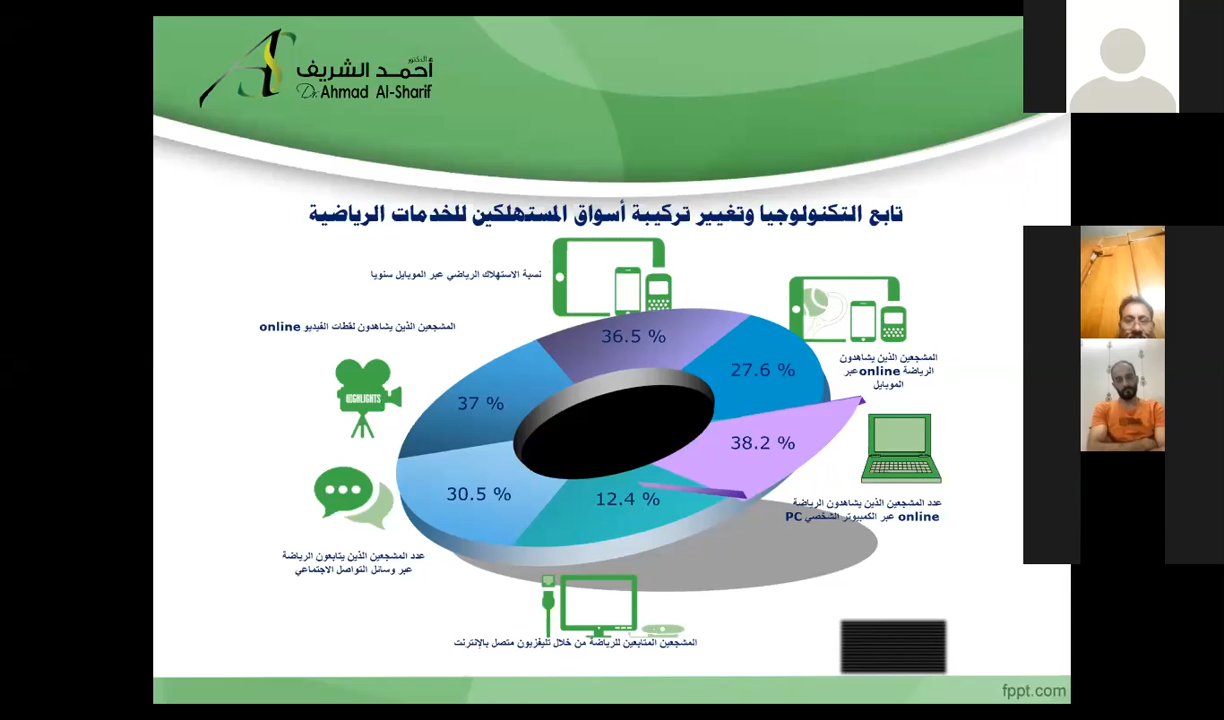 الدكتور
أحمد الشريف
Dr. Ahmad Al-Sharif
تابع التكنولوجيا وتغيير تركيبة أسواق المستهلكين للخدمات الرياضية
نسبة الاستهلاك الرياضي عبر الموبايل سنويا
المشجعين الذين يشاهدون لقطات الفيديو online
36.5 %
27.6 %
المشجعين الذين يشاهدون
الرياضة onlineعبر
الموبايل
HIGHLIGHTS
37 %
38.2 %
30.5 %
12.4 %
عدد المشجعين الذين يشاهدون الرياضة
online عبر الكمبيوتر الشخصي PC
عدد المشجعين الذين يتابعون الرياضة
عبر وسائل التواصل الاجتماعي
المشجعين المتابعين للرياضة من خلال تليفزيون متصل بالإنترنت
fppt.com